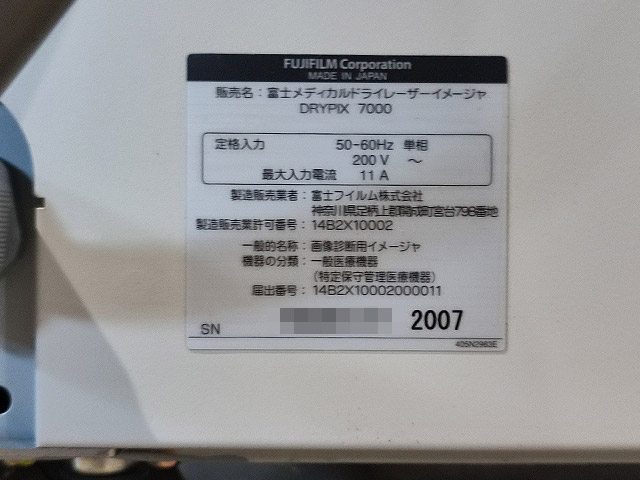 FUJIFILM Corporation
MADE IN JAPAN
販売名：富士メディカルドライレーザーイメージャ
DRYPIX 7000
定格入力 50-60Hz 単相
200 V ～
最大入力電流 11 A
製造販売業者：富士フイルム株式会社
神奈川県足柄上郡開成町宮台798番地
製造販売業許可番号：14B2X10002
一般的名称：画像診断用イメージャ
機器の分類：一般医療機器
（特定保守管理医療機器）
届出番号：14B2X10002000011
SN 2007
405N2983E